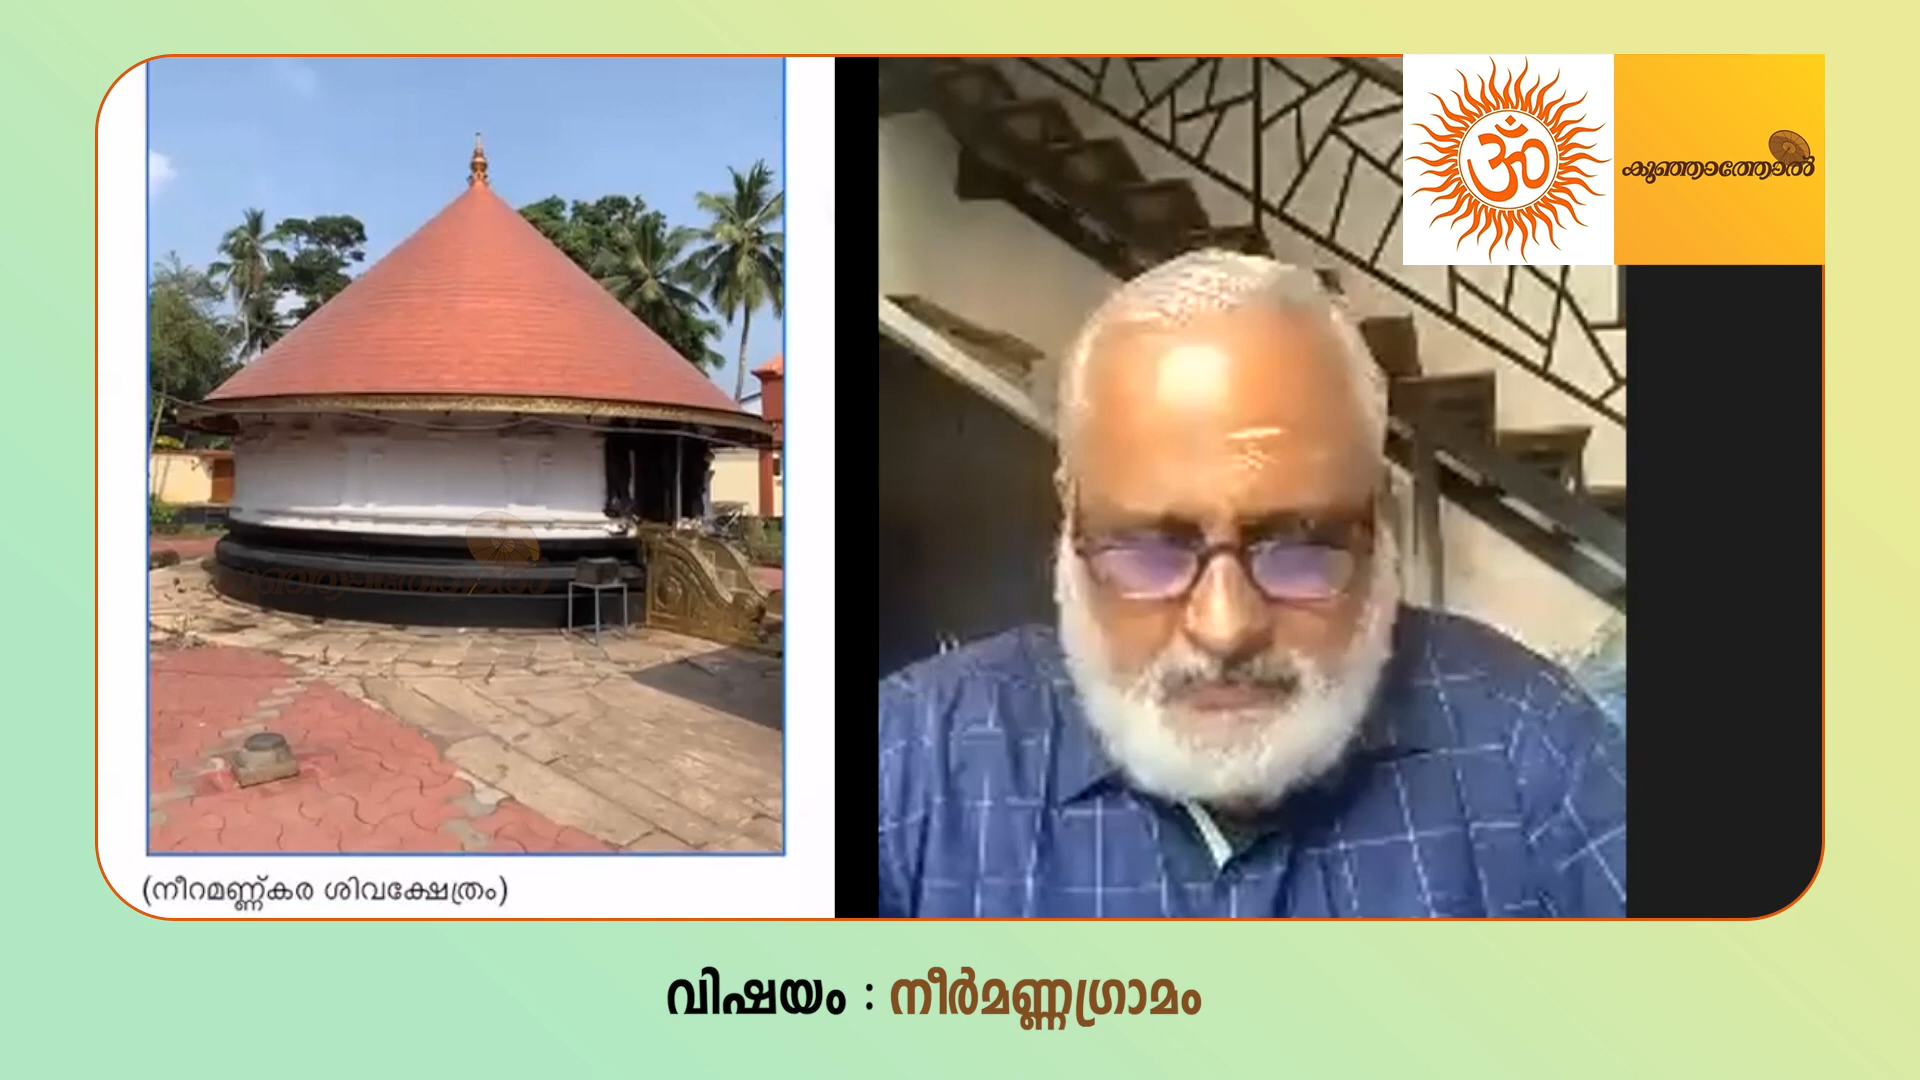 ॐ
കുഞ്ഞാത്തോൽ
(നീറമണ്ണ്കര ശിവക്ഷേത്രം)
വിഷയം : നീർമണ്ണഗ്രാമം